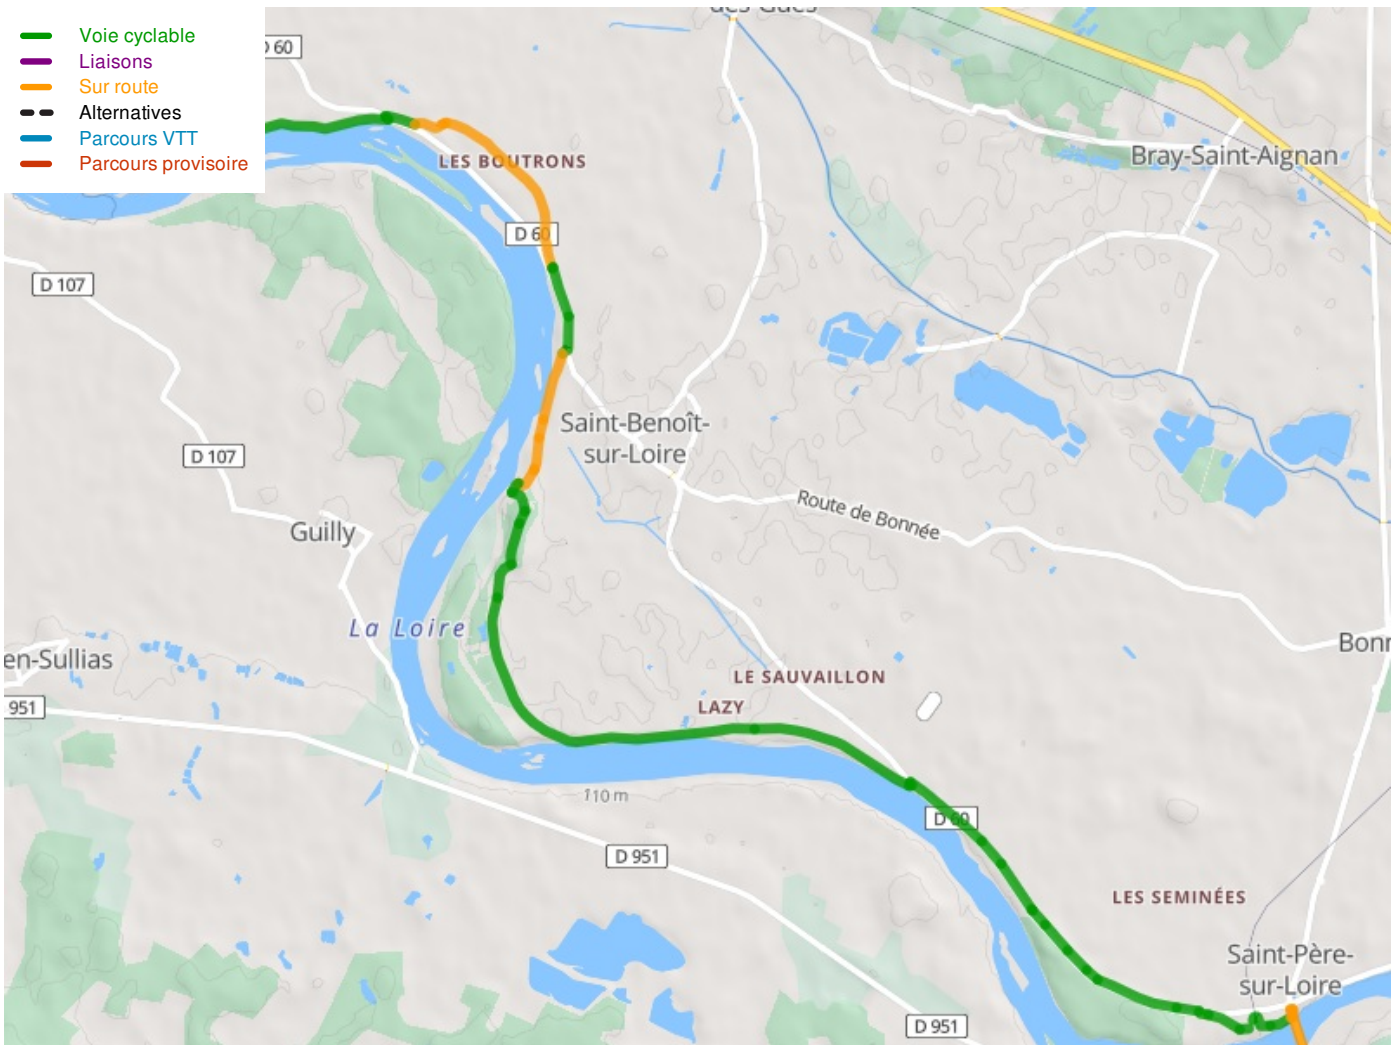 Voie cyclable
Liaisons
Sur route
Alternatives
Parcours VTT
Parcours provisoire
D 60
LES BOUTRONS
Bray-Saint-Aignan
D 60
D 107
Saint-Benoît-
sur-Loire
D 107
Route de Bonnée
Guilly
La Loire
en-Sullias
LE SAUVAILLON
951
LAZY
110 m
D 60
D 951
LES SEMINÉES
Saint-Père-
sur-Loire
D 951